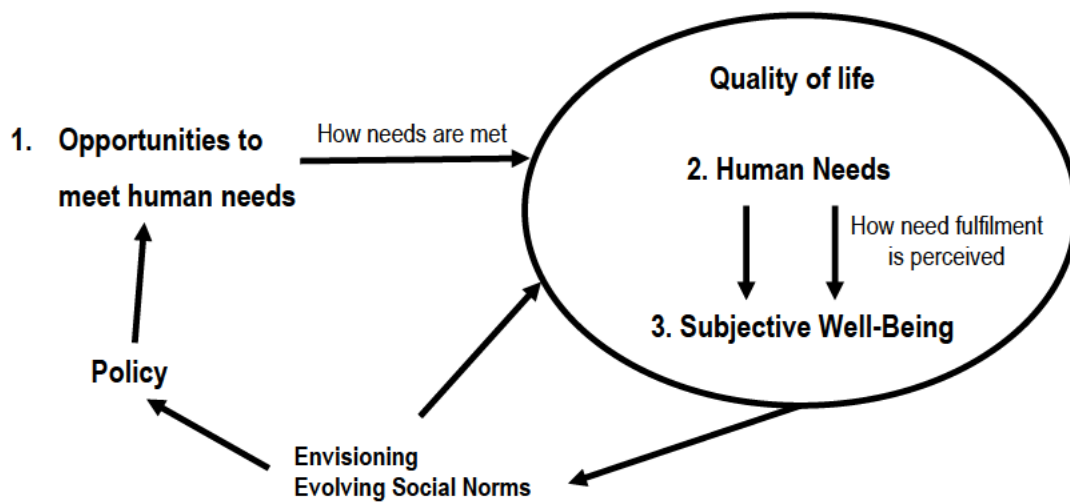 Quality of life
1. Opportunities to
meet human needs
How needs are met
2. Human Needs
How need fulfilment
is perceived
3. Subjective Well-Being
Policy
Envisioning
Evolving Social Norms